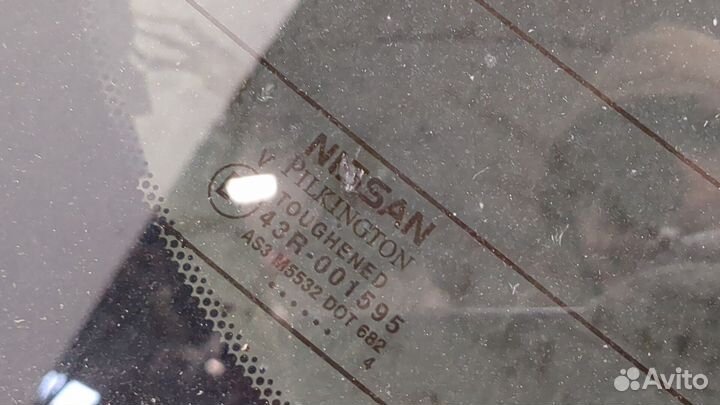 NISSAN
V PILKINGTON
TOUGHENED
43R-001595
AS3 M5532 DOT 682
...... 4
Avito